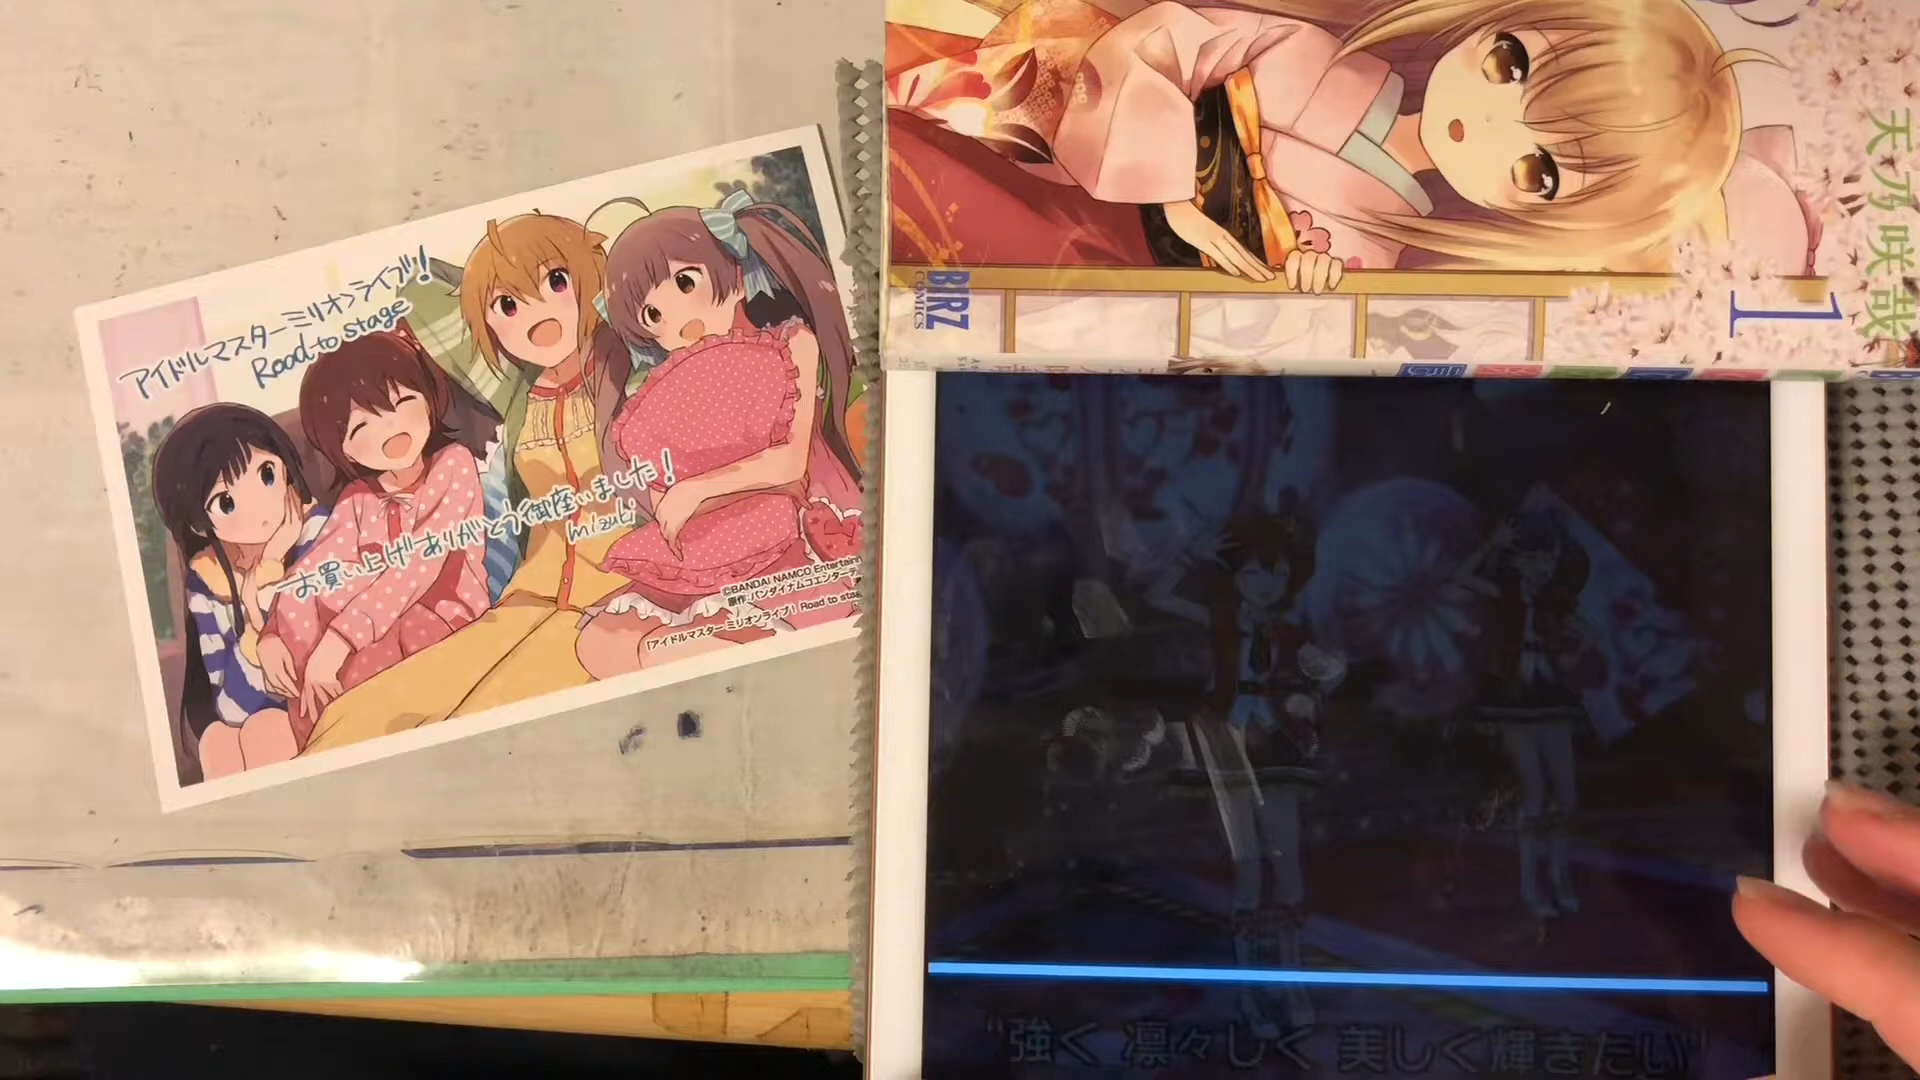 アイドルマスターミリオンライブ!
Road to stage
お買い上げありがとう御座いました!
mizuki
©BANDAI NAMCO Entertainm
原作:バンダイナムコエンターテ
「アイドルマスター ミリオンライブ! Road to sta
天乃咲哉
1
BIRZ
COMICS
"強く 凛々しく 美しく輝きたい"